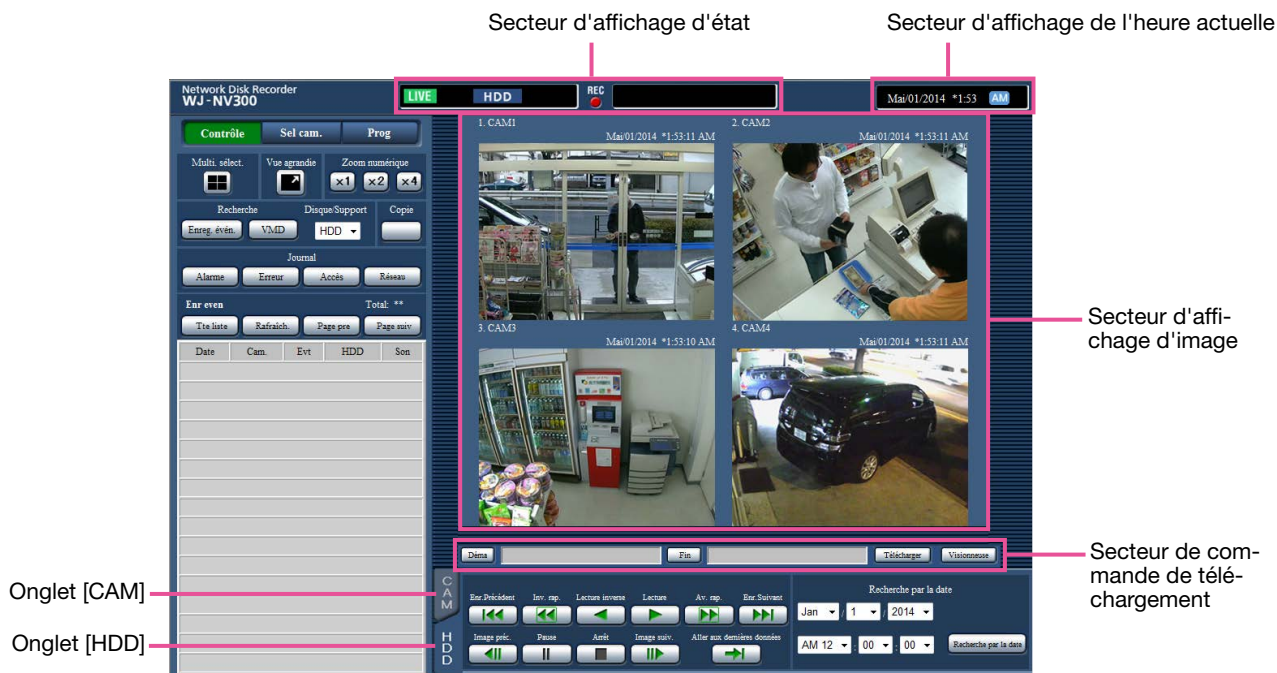 Secteur d'affichage d'état
Secteur d'affichage de l'heure actuelle
Network Disk Recorder
WJ-NV300
LIVE HDD
REC
Mai/01/2014 *1:53 AM
Contrôle Sel cam. Prog
Multi. sélect. Vue agrandie Zoom numérique
x1 x2 x4
Recherche Disque/Support Copie
Enreg. évén. VMD HDD
Journal
Alarme Erreur Accès Réseau
Enr even Total: **
Tte liste Rafraich. Page pre Page suiv
Date Cam. Evt HDD Son
1. CAM1
Mai/01/2014 *1:53:11 AM
2. CAM2
Mai/01/2014 *1:53:11 AM
3. CAM3
Mai/01/2014 *1:53:10 AM
4. CAM4
Mai/01/2014 *1:53:11 AM
Secteur d'affi-
chage d'image
Déma Fin Télécharger Visionneuse
Secteur de com-
mande de télé-
chargement
Onglet [CAM]
Onglet [HDD]
CAM
HDD
Enr.Précédent Inv. rap. Lecture inverse Lecture Av. rap. Enr.Suivant
Image préc. Pause Arrêt Image suiv. Aller aux dernières données
Recherche par la date
Jan / 1 / 2014
AM 12 : 00 : 00 Recherche par la date